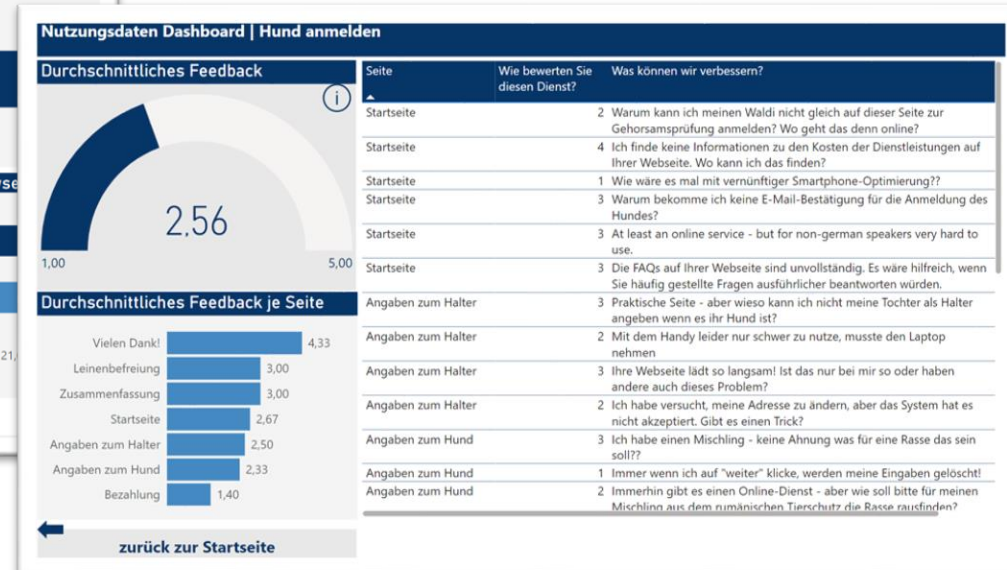 Nutzungsdaten Dashboard | Hund anmelden
Durchschnittliches Feedback
i
2,56
1,00
5,00
Durchschnittliches Feedback je Seite
Vielen Dank! 4,33
Leinenbefreiung 3,00
Zusammenfassung 3,00
Startseite 2,67
Angaben zum Halter 2,50
Angaben zum Hund 2,33
Bezahlung 1,40
zurück zur Startseite
Seite Wie bewerten Sie Was können wir verbessern?
diesen Dienst?
Startseite 2 Warum kann ich meinen Waldi nicht gleich auf dieser Seite zur
Gehorsamsprüfung anmelden? Wo geht das denn online?
Startseite 4 Ich finde keine Informationen zu den Kosten der Dienstleistungen auf
Ihrer Webseite. Wo kann ich das finden?
Startseite 1 Wie wäre es mal mit vernünftiger Smartphone-Optimierung??
Startseite 3 Warum bekomme ich keine E-Mail-Bestätigung für die Anmeldung des
Hundes?
Startseite 3 At least an online service - but for non-german speakers very hard to
use.
Startseite 3 Die FAQs auf Ihrer Webseite sind unvollständig. Es wäre hilfreich, wenn
Sie häufig gestellte Fragen ausführlicher beantworten würden.
Angaben zum Halter 3 Praktische Seite - aber wieso kann ich nicht meine Tochter als Halter
angeben wenn es ihr Hund ist?
Angaben zum Halter 2 Mit dem Handy leider nur schwer zu nutze, musste den Laptop
nehmen
Angaben zum Halter 3 Ihre Webseite lädt so langsam! Ist das nur bei mir so oder haben
andere auch dieses Problem?
Angaben zum Halter 2 Ich habe versucht, meine Adresse zu ändern, aber das System hat es
nicht akzeptiert. Gibt es einen Trick?
Angaben zum Hund 3 Ich habe einen Mischling - keine Ahnung was für eine Rasse das sein
soll??
Angaben zum Hund 1 Immer wenn ich auf "weiter" klicke, werden meine Eingaben gelöscht!
Angaben zum Hund 2 Immerhin gibt es einen Online-Dienst - aber wie soll bitte für meinen
Mischling aus dem rumänischen Tierschutz die Rasse rausfinden?